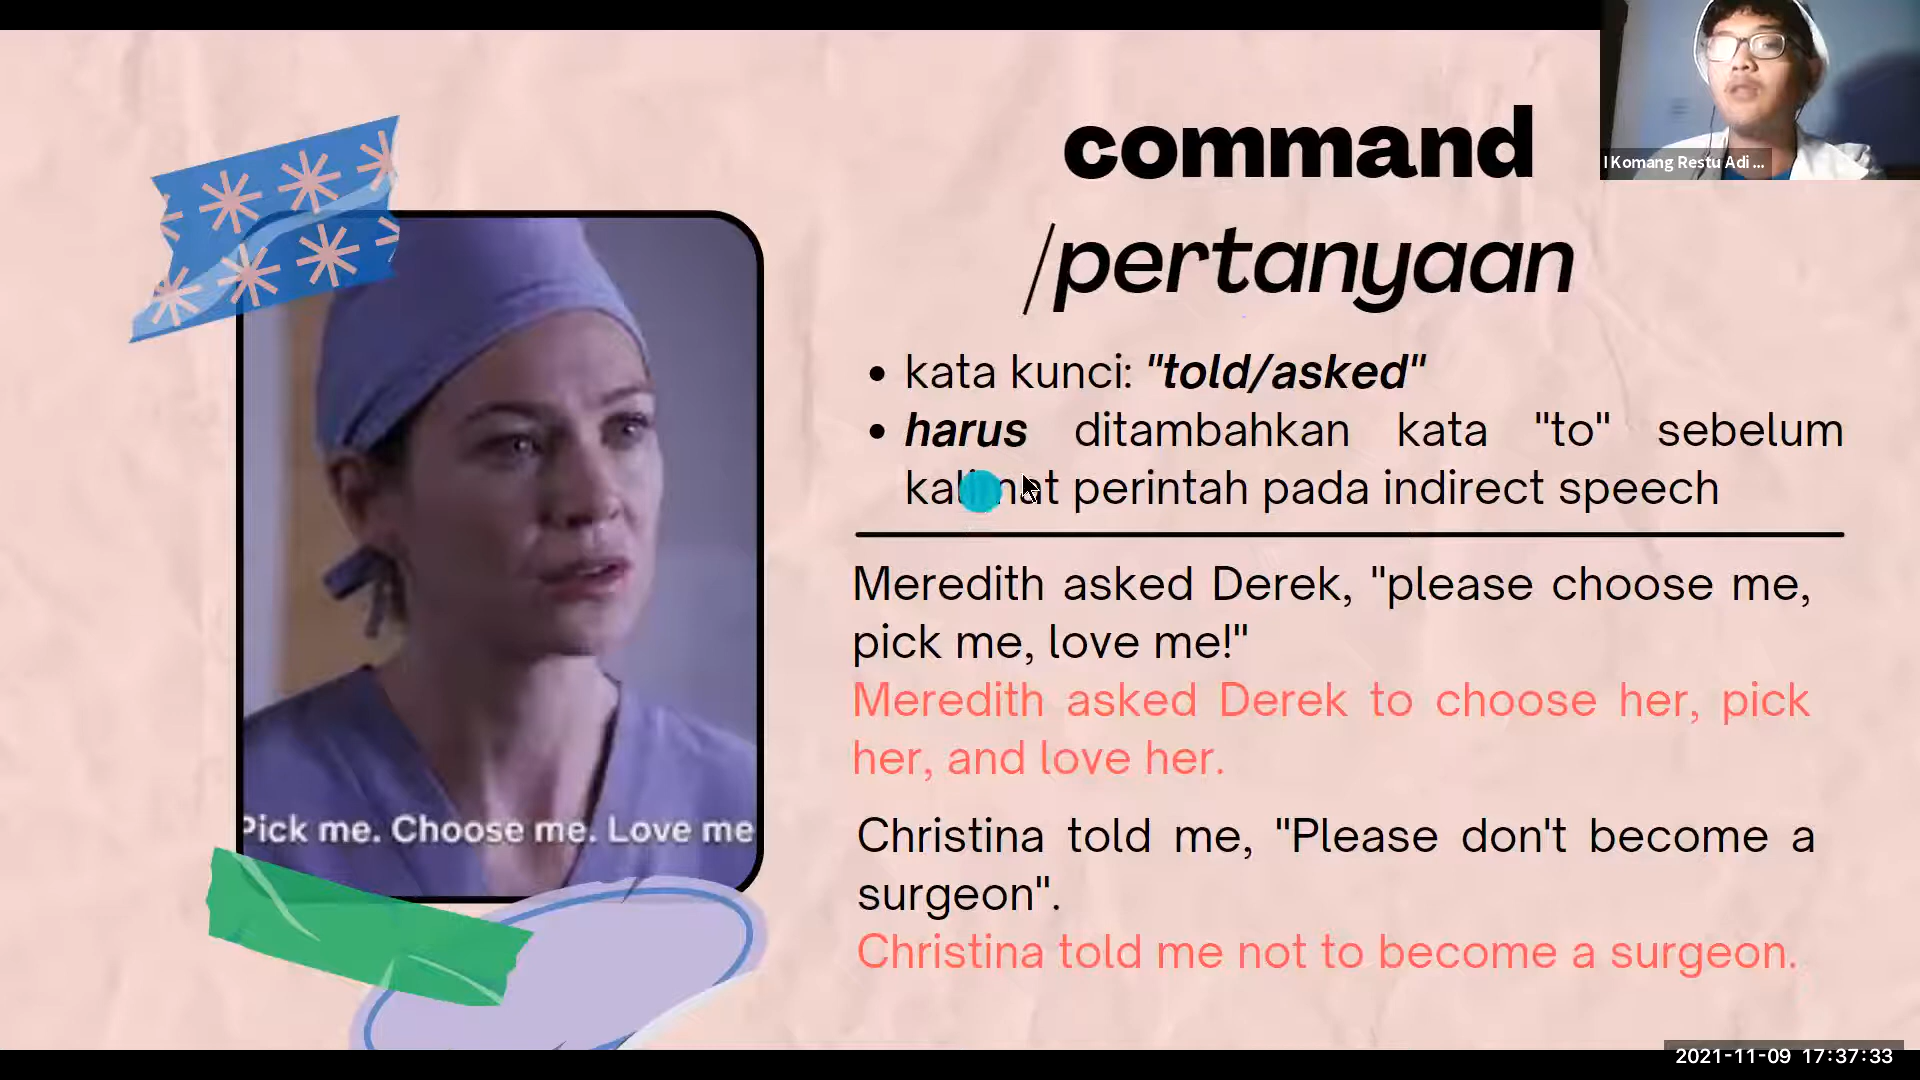 I Komang Restu Adi ...
command
/pertanyaan
• kata kunci: "told/asked"
• harus ditambahkan kata "to" sebelum
kalimat perintah pada indirect speech
Meredith asked Derek, "please choose me,
pick me, love me!"
Meredith asked Derek to choose her, pick
her, and love her.
Christina told me, "Please don't become a
surgeon".
Christina told me not to become a surgeon.
Pick me. Choose me. Love me
2021-11-09 17:37:33